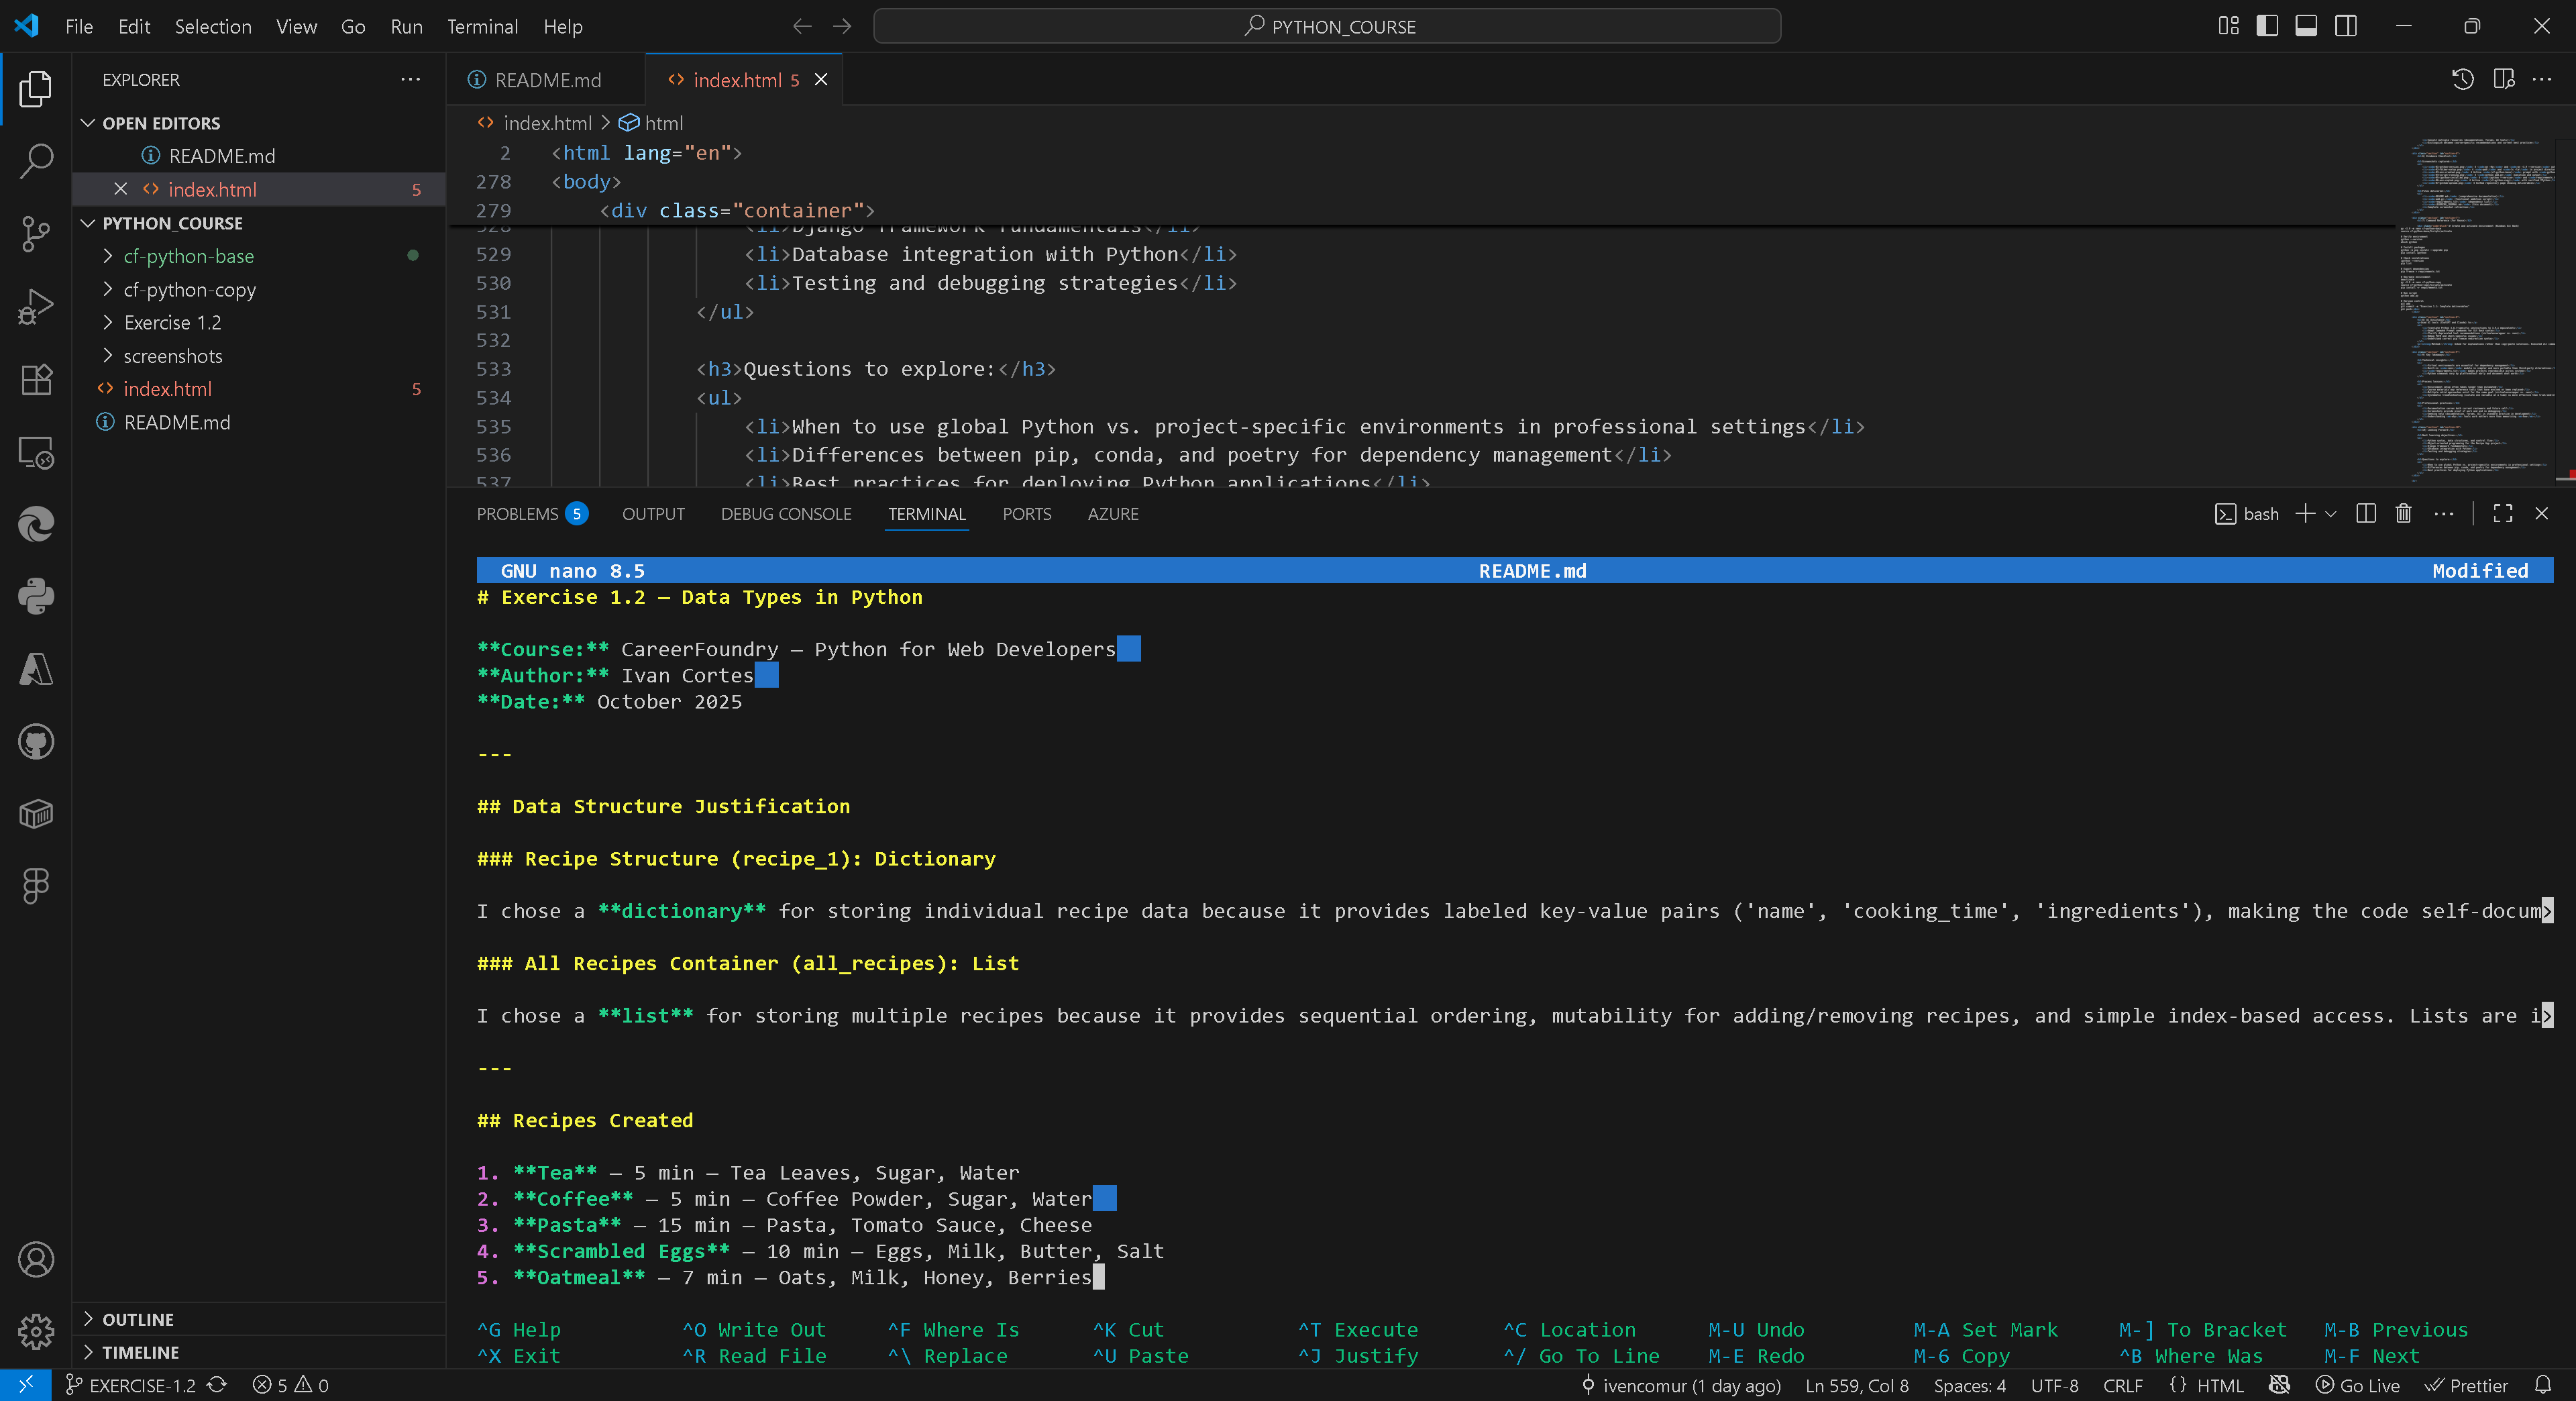 File Edit Selection View Go Run Terminal Help
PYTHON_COURSE
EXPLORER
OPEN EDITORS
README.md
index.html 5
PYTHON_COURSE
cf-python-base
cf-python-copy
Exercise 1.2
screenshots
index.html 5
README.md
OUTLINE
TIMELINE
README.md
index.html 5
index.html > html
2 <html lang="en">
278 <body>
279 <div class="container">
528 <li>Django framework fundamentals</li>
529 <li>Database integration with Python</li>
530 <li>Testing and debugging strategies</li>
531 </ul>
532
533 <h3>Questions to explore:</h3>
534 <ul>
535 <li>When to use global Python vs. project-specific environments in professional settings</li>
536 <li>Differences between pip, conda, and poetry for dependency management</li>
537 <li>Best practices for deploying Python applications</li>
PROBLEMS 5 OUTPUT DEBUG CONSOLE TERMINAL PORTS AZURE
bash
GNU nano 8.5 README.md Modified
# Exercise 1.2 — Data Types in Python
**Course:** CareerFoundry — Python for Web Developers
**Author:** Ivan Cortes
**Date:** October 2025
---
## Data Structure Justification
### Recipe Structure (recipe_1): Dictionary
I chose a **dictionary** for storing individual recipe data because it provides labeled key-value pairs ('name', 'cooking_time', 'ingredients'), making the code self-docum>
### All Recipes Container (all_recipes): List
I chose a **list** for storing multiple recipes because it provides sequential ordering, mutability for adding/removing recipes, and simple index-based access. Lists are i>
---
## Recipes Created
1. **Tea** — 5 min — Tea Leaves, Sugar, Water
2. **Coffee** — 5 min — Coffee Powder, Sugar, Water
3. **Pasta** — 15 min — Pasta, Tomato Sauce, Cheese
4. **Scrambled Eggs** — 10 min — Eggs, Milk, Butter, Salt
5. **Oatmeal** — 7 min — Oats, Milk, Honey, Berries
^G Help ^O Write Out ^F Where Is ^K Cut ^T Execute ^C Location M-U Undo M-A Set Mark M-] To Bracket M-B Previous
^X Exit ^R Read File ^\ Replace ^U Paste ^J Justify ^/ Go To Line M-E Redo M-6 Copy ^B Where Was M-F Next
EXERCISE-1.2 5 0 ivencomur (1 day ago) Ln 559, Col 8 Spaces: 4 UTF-8 CRLF {} HTML Go Live Prettier